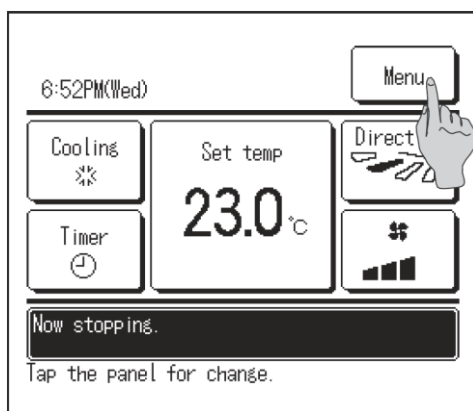 Menu
6:52PM(Wed)
Cooling
Set temp
Direct
23.0°C
Timer
Now stopping.
Tap the panel for change.